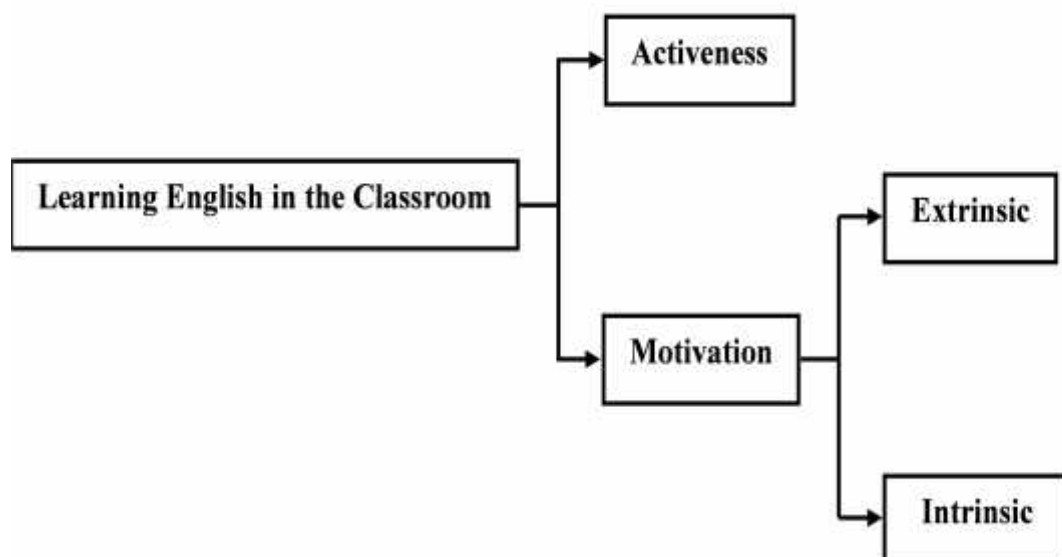 Activeness
Learning English in the Classroom
Extrinsic
Motivation
Intrinsic